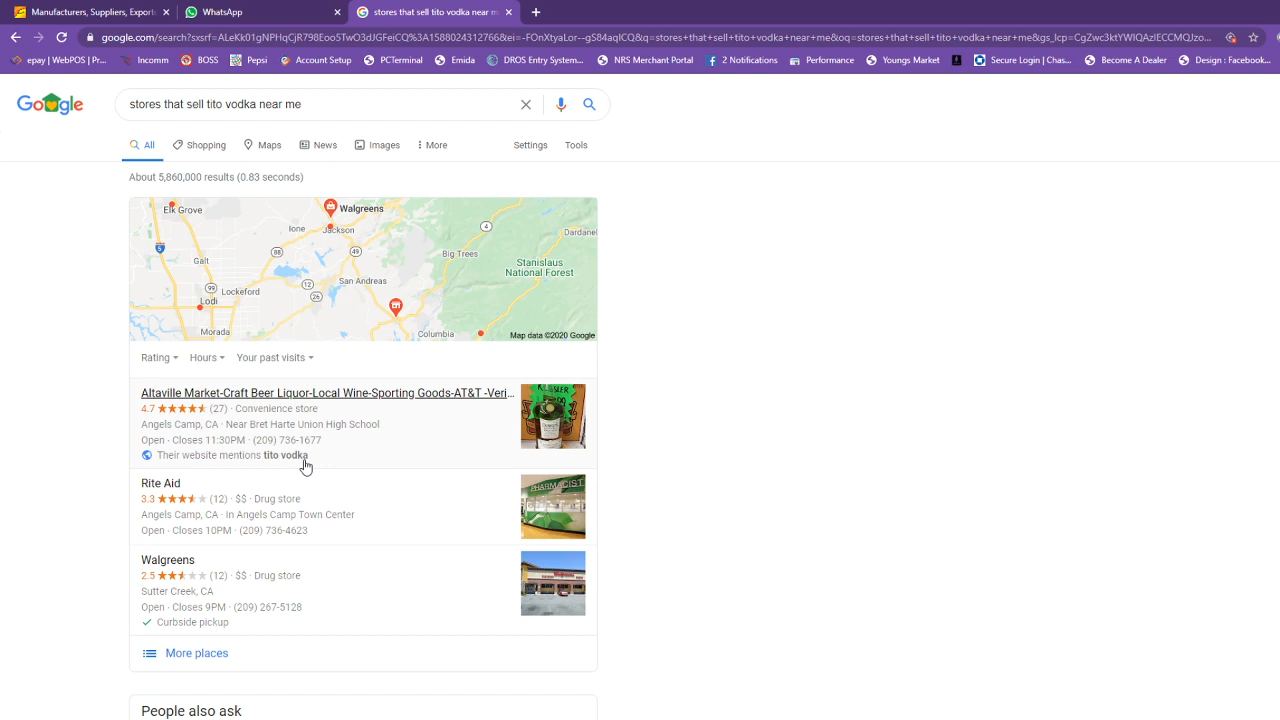 Manufacturers, Suppliers, Export
WhatsApp
stores that sell tito vodka near m
google.com/search?sxsrf=ALeKk01gNPHqCjR798Eoo5TwO3dJGFeiCQ%3A1588024312766&ei=-FOnXtyaLor--gS84aqICQ&q=stores+that+sell+tito+vodka+near+me&oq=stores+that+sell+tito+vodka+near+me&gs_lcp=CgZwc3ktYWIQAzIECCMQJzo...
epay | WebPOS | Pr...
Incomm
BOSS
Pepsi
Account Setup
PCTerminal
Emida
DROS Entry System...
NRS Merchant Portal
2 Notifications
Performance
Youngs Market
Secure Login | Chas...
Become A Dealer
Design : Facebook...
Google
stores that sell tito vodka near me
All
Shopping
Maps
News
Images
More
Settings
Tools
About 5,860,000 results (0.83 seconds)
Elk Grove
Walgreens
Ione
Jackson
4
Dardanel
5
88
49
Big Trees
Galt
Stanislaus
National Forest
99
Lockeford
12
San Andreas
26
Lodi
Morada
Columbia
Map data ©2020 Google
Rating
Hours
Your past visits
Altaville Market-Craft Beer Liquor-Local Wine-Sporting Goods-AT&T -Veri...
4.7 (27) · Convenience store
Angels Camp, CA · Near Bret Harte Union High School
Open · Closes 11:30PM · (209) 736-1677
Their website mentions tito vodka
Rite Aid
3.3 (12) · $$ · Drug store
Angels Camp, CA · In Angels Camp Town Center
Open · Closes 10PM · (209) 736-4623
PHARMACIST
Walgreens
2.5 (12) · $$ · Drug store
Sutter Creek, CA
Open · Closes 9PM · (209) 267-5128
Curbside pickup
More places
People also ask